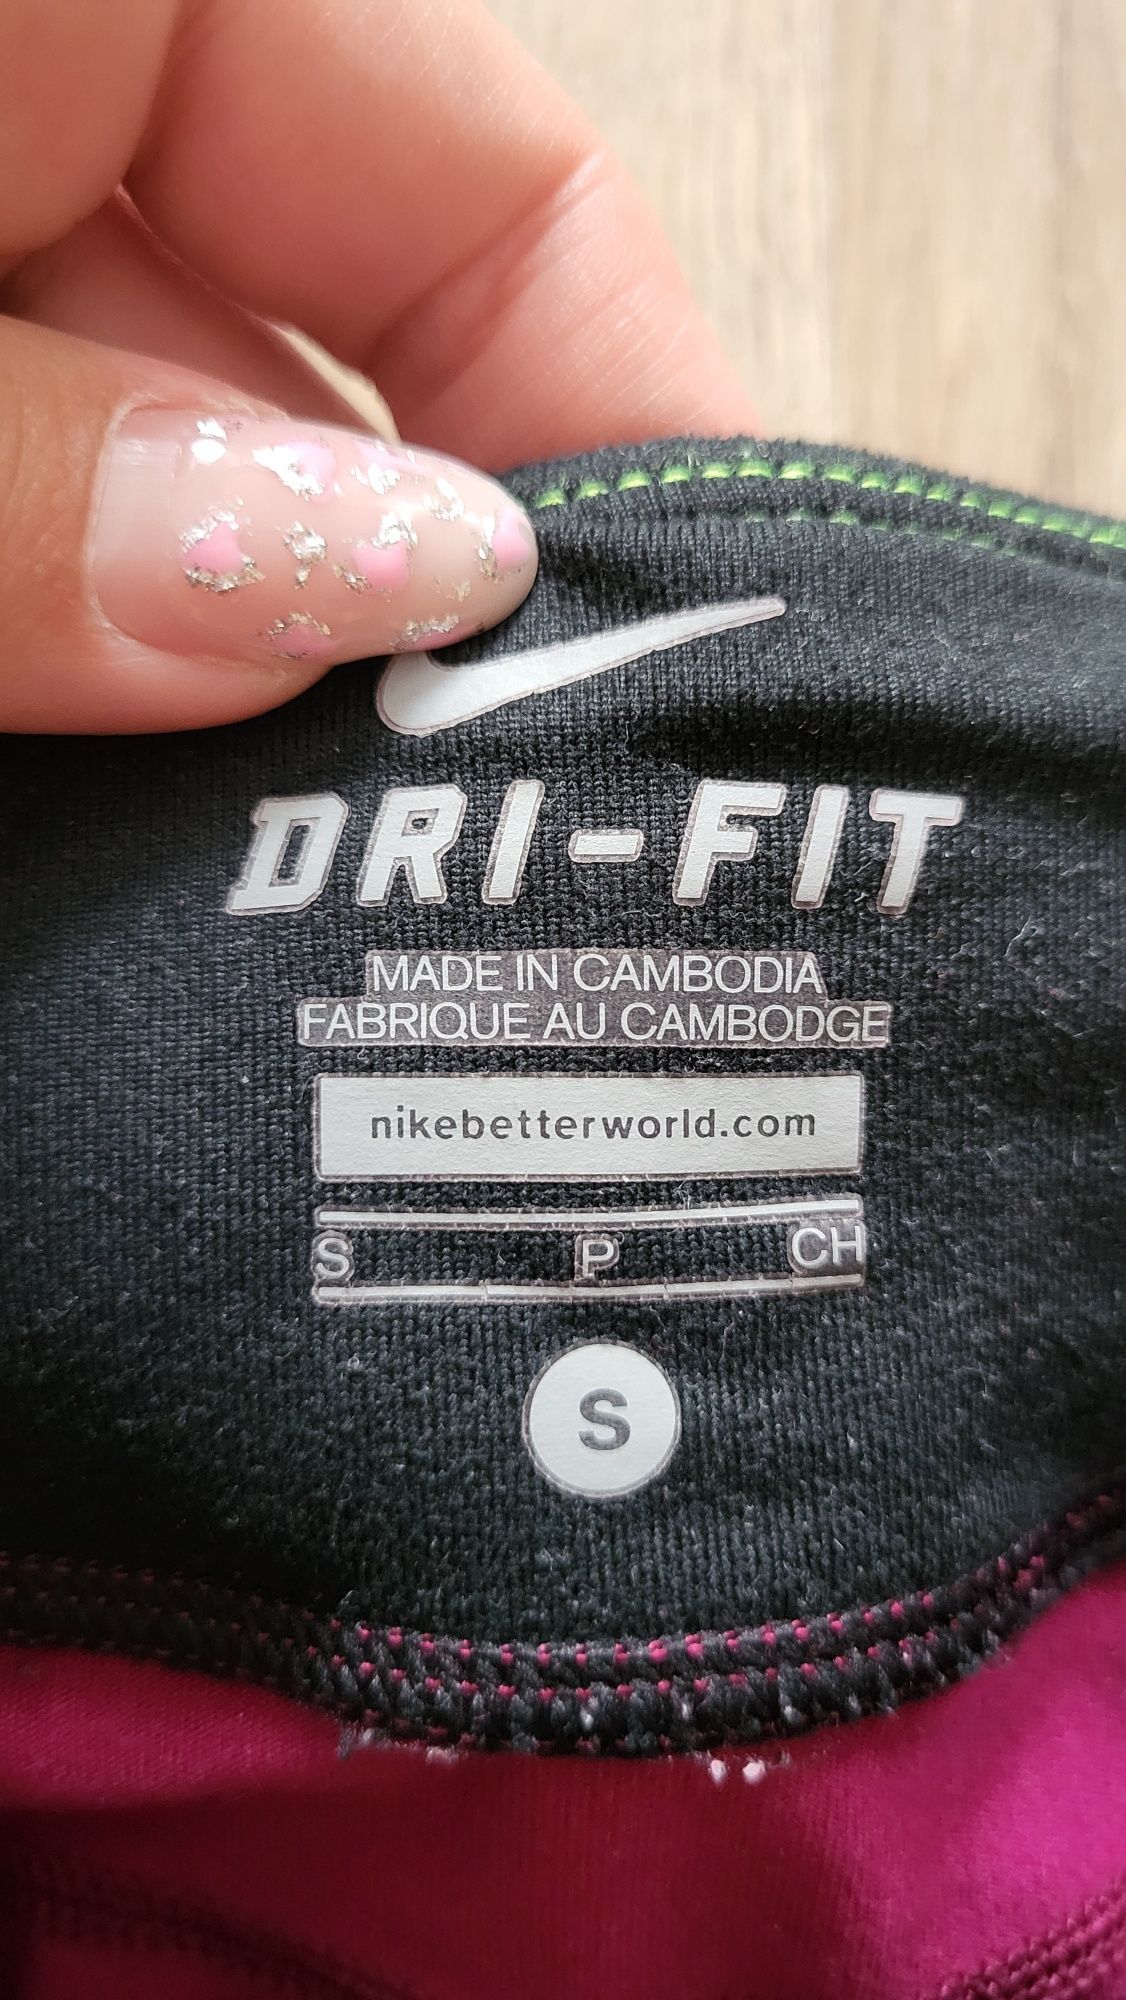 DRI-FIT
MADE IN CAMBODIA
FABRIQUE AU CAMBODGE
nikebetterworld.com
S P CH
S